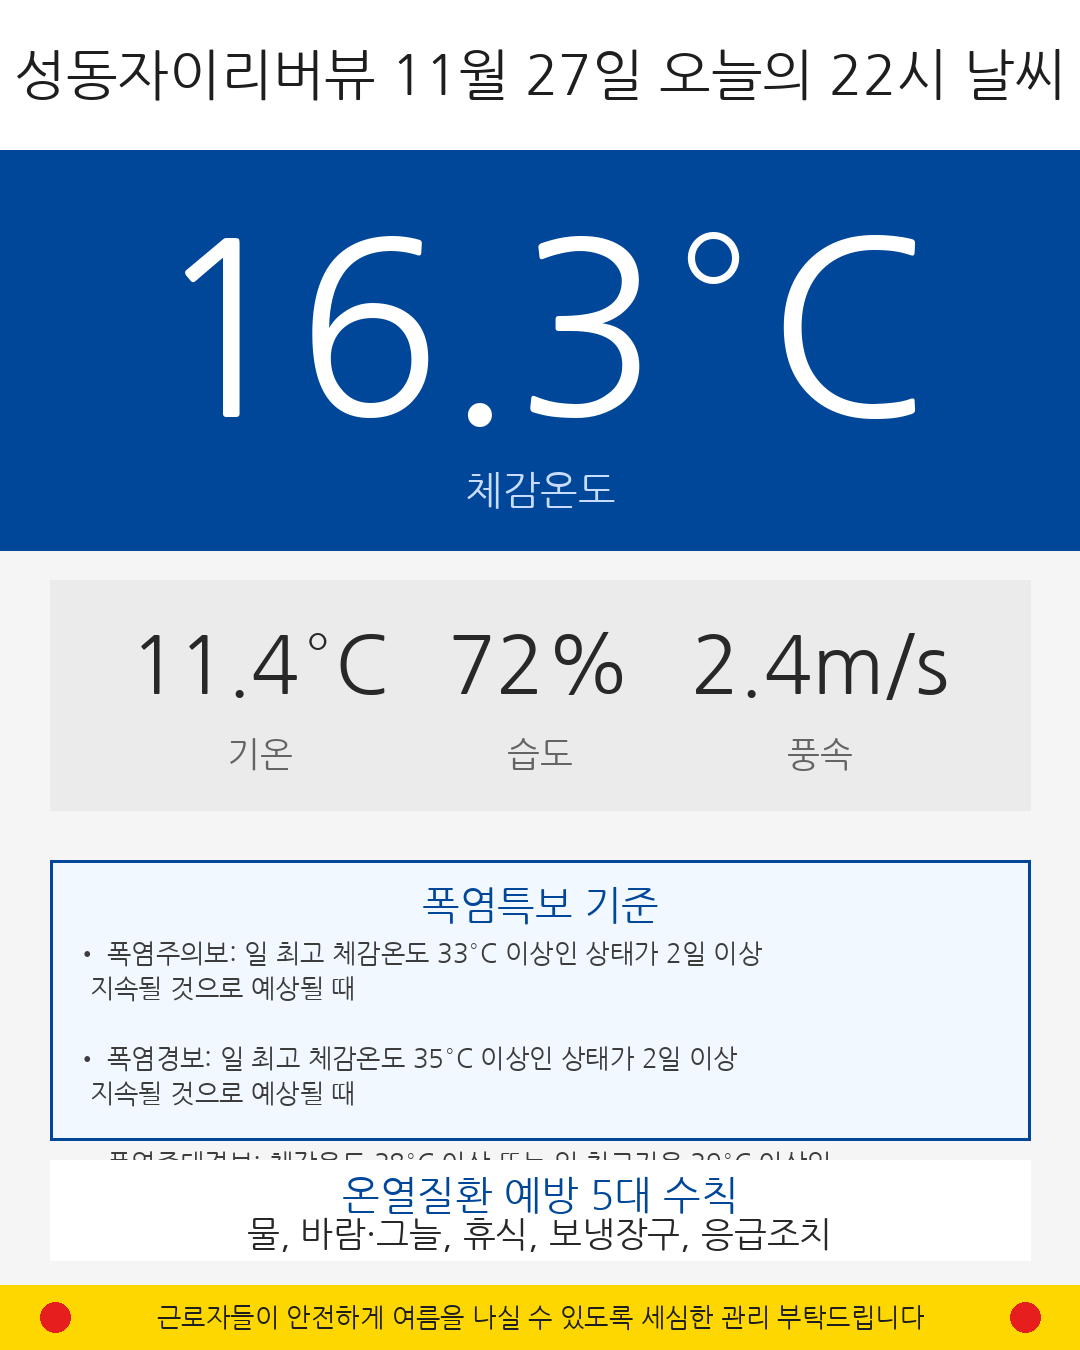 성동자이리버뷰 11월 27일 오늘의 22시 날씨
16.3°C
체감온도
11.4°C 72% 2.4m/s
기온 습도 풍속
폭염특보 기준
• 폭염주의보: 일 최고 체감온도 33°C 이상인 상태가 2일 이상
지속될 것으로 예상될 때
• 폭염경보: 일 최고 체감온도 35°C 이상인 상태가 2일 이상
지속될 것으로 예상될 때
온열질환 예방 5대 수칙
물, 바람·그늘, 휴식, 보냉장구, 응급조치
근로자들이 안전하게 여름을 나실 수 있도록 세심한 관리 부탁드립니다